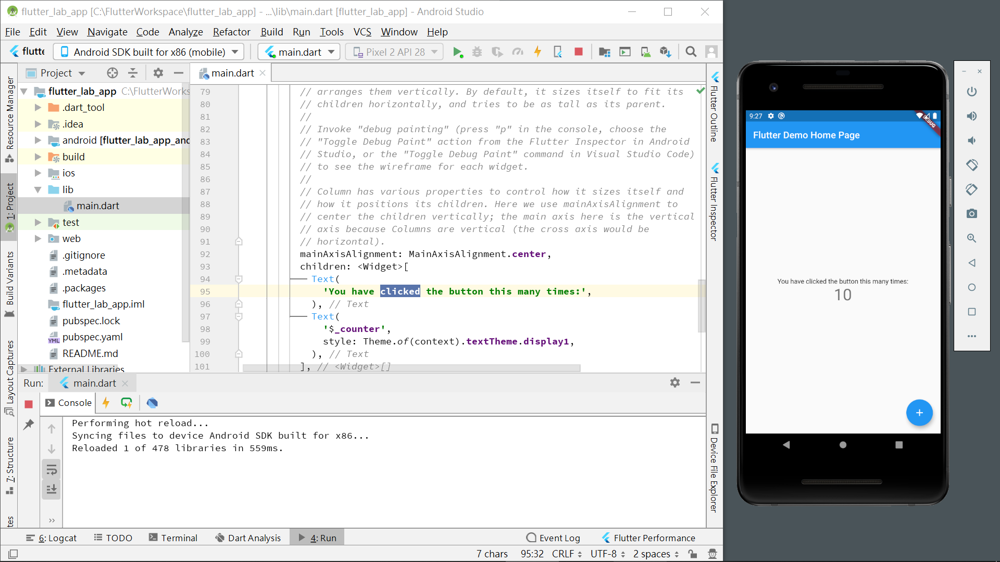 flutter_lab_app [C:\FlutterWorkspace\flutter_lab_app] - ...\lib\main.dart [flutter_lab_app] - Android Studio
File Edit View Navigate Code Analyze Refactor Build Run Tools VCS Window Help
flutte Android SDK built for x86 (mobile) main.dart Pixel 2 API 28
Project
main.dart
Resource Manager
1: Project
Build Variants
Layout Captures
7: Structure
tes
flutter_lab_app C:\FlutterWorks
.dart_tool
.idea
android [flutter_lab_app_and
build
ios
lib
main.dart
test
web
.gitignore
.metadata
.packages
flutter_lab_app.iml
pubspec.lock
YML pubspec.yaml
README.md
External Libraries
79 // arranges them vertically. By default, it sizes itself to fit its
80 // children horizontally, and tries to be as tall as its parent.
81 //
82 // Invoke "debug painting" (press "p" in the console, choose the
83 // "Toggle Debug Paint" action from the Flutter Inspector in Android
84 // Studio, or the "Toggle Debug Paint" command in Visual Studio Code)
85 // to see the wireframe for each widget.
86 //
87 // Column has various properties to control how it sizes itself and
88 // how it positions its children. Here we use mainAxisAlignment to
89 // center the children vertically; the main axis here is the vertical
90 // axis because Columns are vertical (the cross axis would be
91 // horizontal).
92 mainAxisAlignment: MainAxisAlignment.center,
93 children: <Widget>[
94 Text(
95 'You have clicked the button this many times:',
96 ), // Text
97 Text(
98 '$_counter',
99 style: Theme.of(context).textTheme.display1,
100 ), // Text
101 ], // <Widget>[]
Flutter Outline
Flutter Inspector
Device File Explorer
Run: main.dart
Console
Performing hot reload...
Syncing files to device Android SDK built for x86...
Reloaded 1 of 478 libraries in 559ms.
6: Logcat TODO Terminal Dart Analysis 4: Run Event Log Flutter Performance
7 chars 95:32 CRLF UTF-8 2 spaces
9:27
DEBUG
Flutter Demo Home Page
You have clicked the button this many times:
10
+